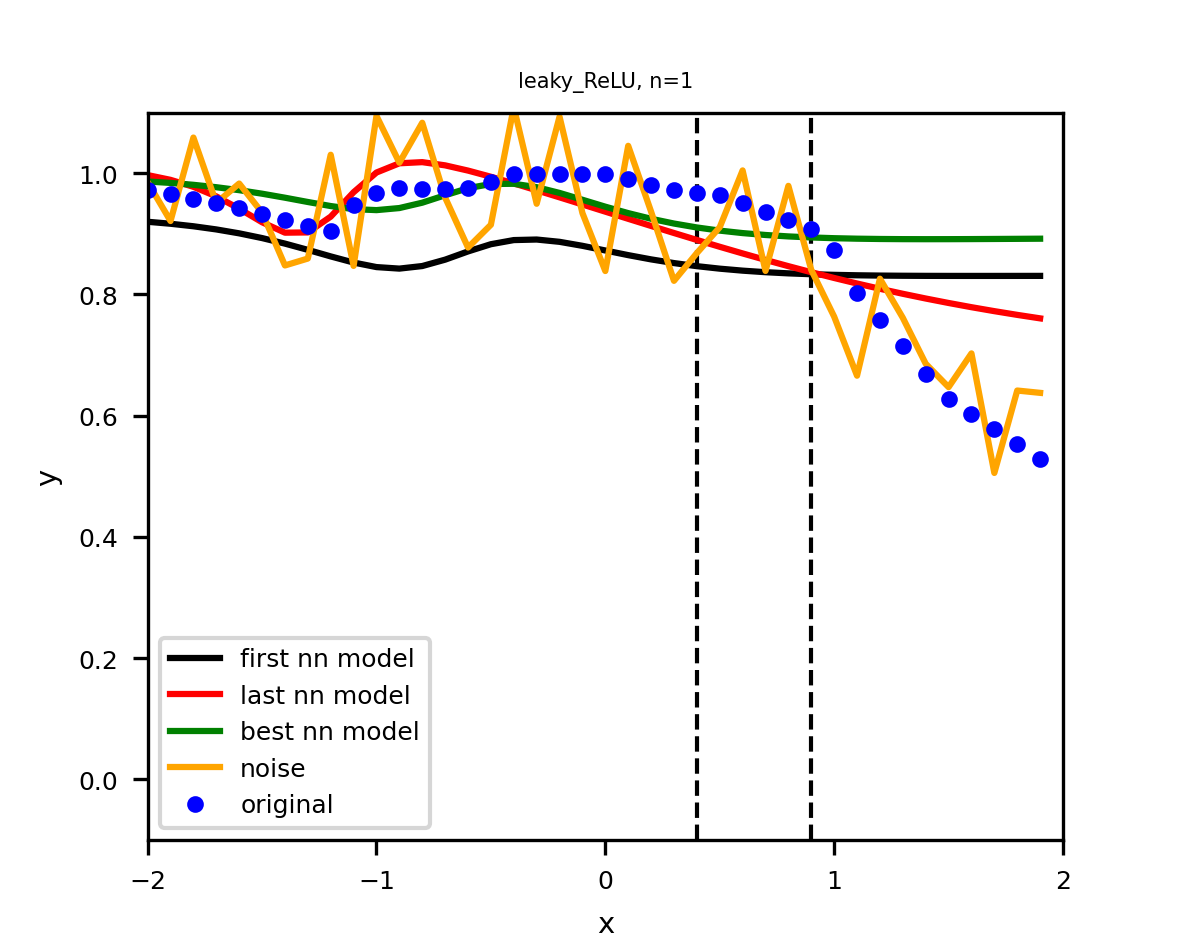 leaky_ReLU, n=1
1.0
0.8
0.6
0.4
0.2
0.0
y
first nn model
last nn model
best nn model
noise
original
−2
−1
0
1
2
x